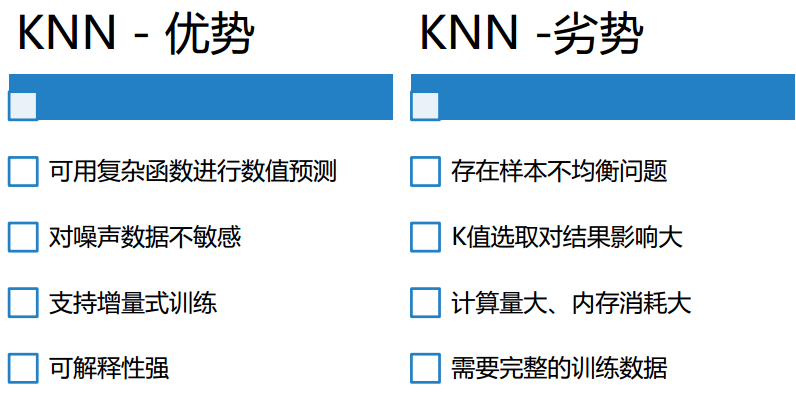 KNN - 优势
可用复杂函数进行数值预测
对噪声数据不敏感
支持增量式训练
可解释性强
KNN -劣势
存在样本不均衡问题
K值选取对结果影响大
计算量大、内存消耗大
需要完整的训练数据